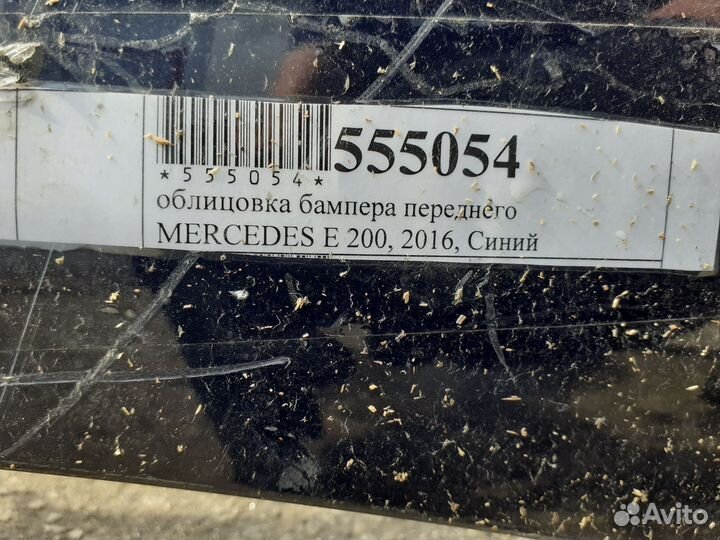 555054
*555054*
облицовка бампера переднего
MERCEDES E 200, 2016, Синий
Avito